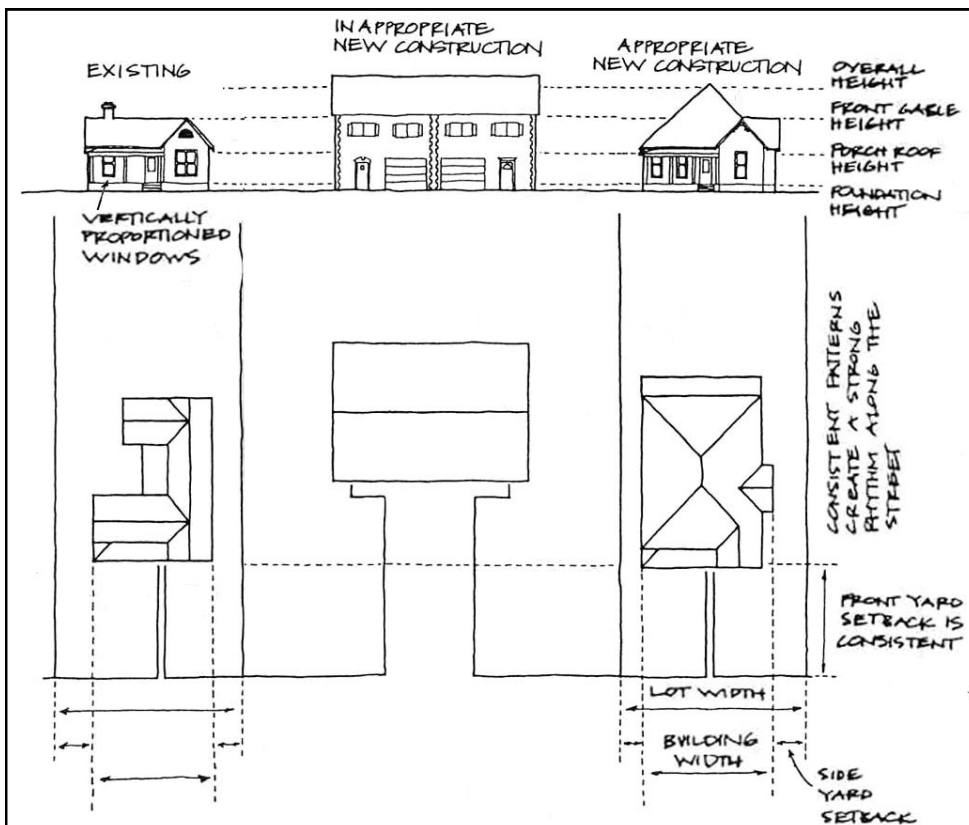 EXISTING
INAPPROPRIATE
NEW CONSTRUCTION
APPROPRIATE
NEW CONSTRUCTION
OVERALL
HEIGHT
FRONT GABLE
HEIGHT
PORCH ROOF
HEIGHT
FOUNDATION
HEIGHT
VERTICALLY
PROPORTIONED
WINDOWS
CONSISTENT PATTERNS
CREATE A STRONG
RHYTHM ALONG THE
STREET
FRONT YARD
SETBACK IS
CONSISTENT
LOT WIDTH
BUILDING
WIDTH
SIDE
YARD
SETBACK